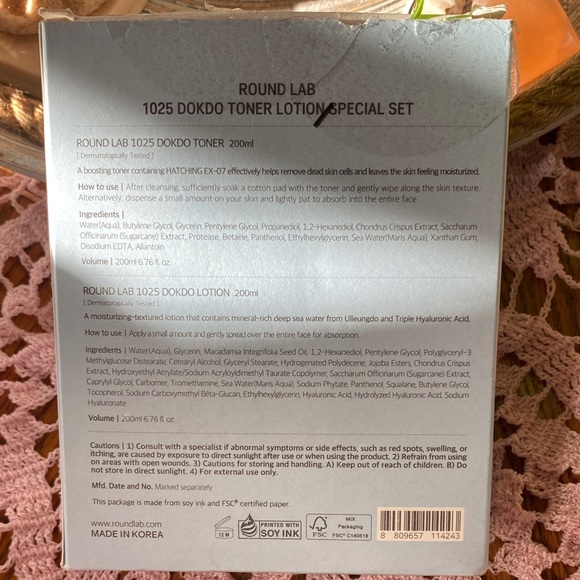 ROUND LAB
1025 DOKDO TONER LOTION SPECIAL SET
ROUND LAB 1025 DOKDO TONER 200ml
[ Dermatologically Tested ]
A boosting toner containing HATCHING EX-07 effectively helps remove dead skin cells and leaves the skin feeling moisturized.
How to use | After cleansing, sufficiently soak a cotton pad with the toner and gently wipe along the skin texture.
Alternatively, dispense a small amount on your skin and lightly pat to absorb into the entire face.
Ingredients |
Water(Aqua), Butylene Glycol, Glycerin, Pentylene Glycol, Propanediol, 1,2-Hexanediol, Chondrus Crispus Extract, Saccharum
Officinarum (Sugarcane) Extract, Protease, Betaine, Panthenol, Ethylhexylglycerin, Sea Water(Maris Aqua), Xanthan Gum,
Disodium EDTA, Allantoin
Volume | 200ml 6.76 fl. oz
ROUND LAB 1025 DOKDO LOTION 200ml
[ Dermatologically Tested ]
A moisturizing-textured lotion that contains mineral-rich deep sea water from Ulleungdo and Triple Hyaluronic Acid.
How to use | Apply a small amount and gently spread over the entire face for absorption.
Ingredients | Water(Aqua), Glycerin, Macadamia Integrifolia Seed Oil, 1,2-Hexanediol, Pentylene Glycol, Polyglyceryl-3
Methylglucose Distearate, Cetearyl Alcohol, Glyceryl Stearate, Hydrogenated Polydecene, Jojoba Esters, Chondrus Crispus
Extract, Hydroxyethyl Acrylate/Sodium Acryloyldimethyl Taurate Copolymer, Saccharum Officinarum (Sugarcane) Extract,
Caprylyl Glycol, Carbomer, Tromethamine, Sea Water(Maris Aqua), Sodium Phytate, Panthenol, Squalane, Butylene Glycol,
Tocopherol, Sodium Carboxymethyl Beta-Glucan, Ethylhexylglycerin, Hyaluronic Acid, Hydrolyzed Hyaluronic Acid, Sodium
Hyaluronate
Volume | 200ml 6.76 fl. oz
Cautions | 1) Consult with a specialist if abnormal symptoms or side effects, such as red spots, swelling, or
itching, are caused by exposure to direct sunlight after use or when using the product. 2) Refrain from using
on areas with open wounds. 3) Cautions for storing and handling. A) Keep out of reach of children. B) Do
not store in direct sunlight. 4) For external use only.
Mfd. Date and No. Marked separately
This package is made from soy ink and FSC® certified paper.
www.roundlab.com
MADE IN KOREA
12 M
PRINTED WITH
SOY INK
FSC
MIX
Packaging
FSC® C140518
8 809657 114243